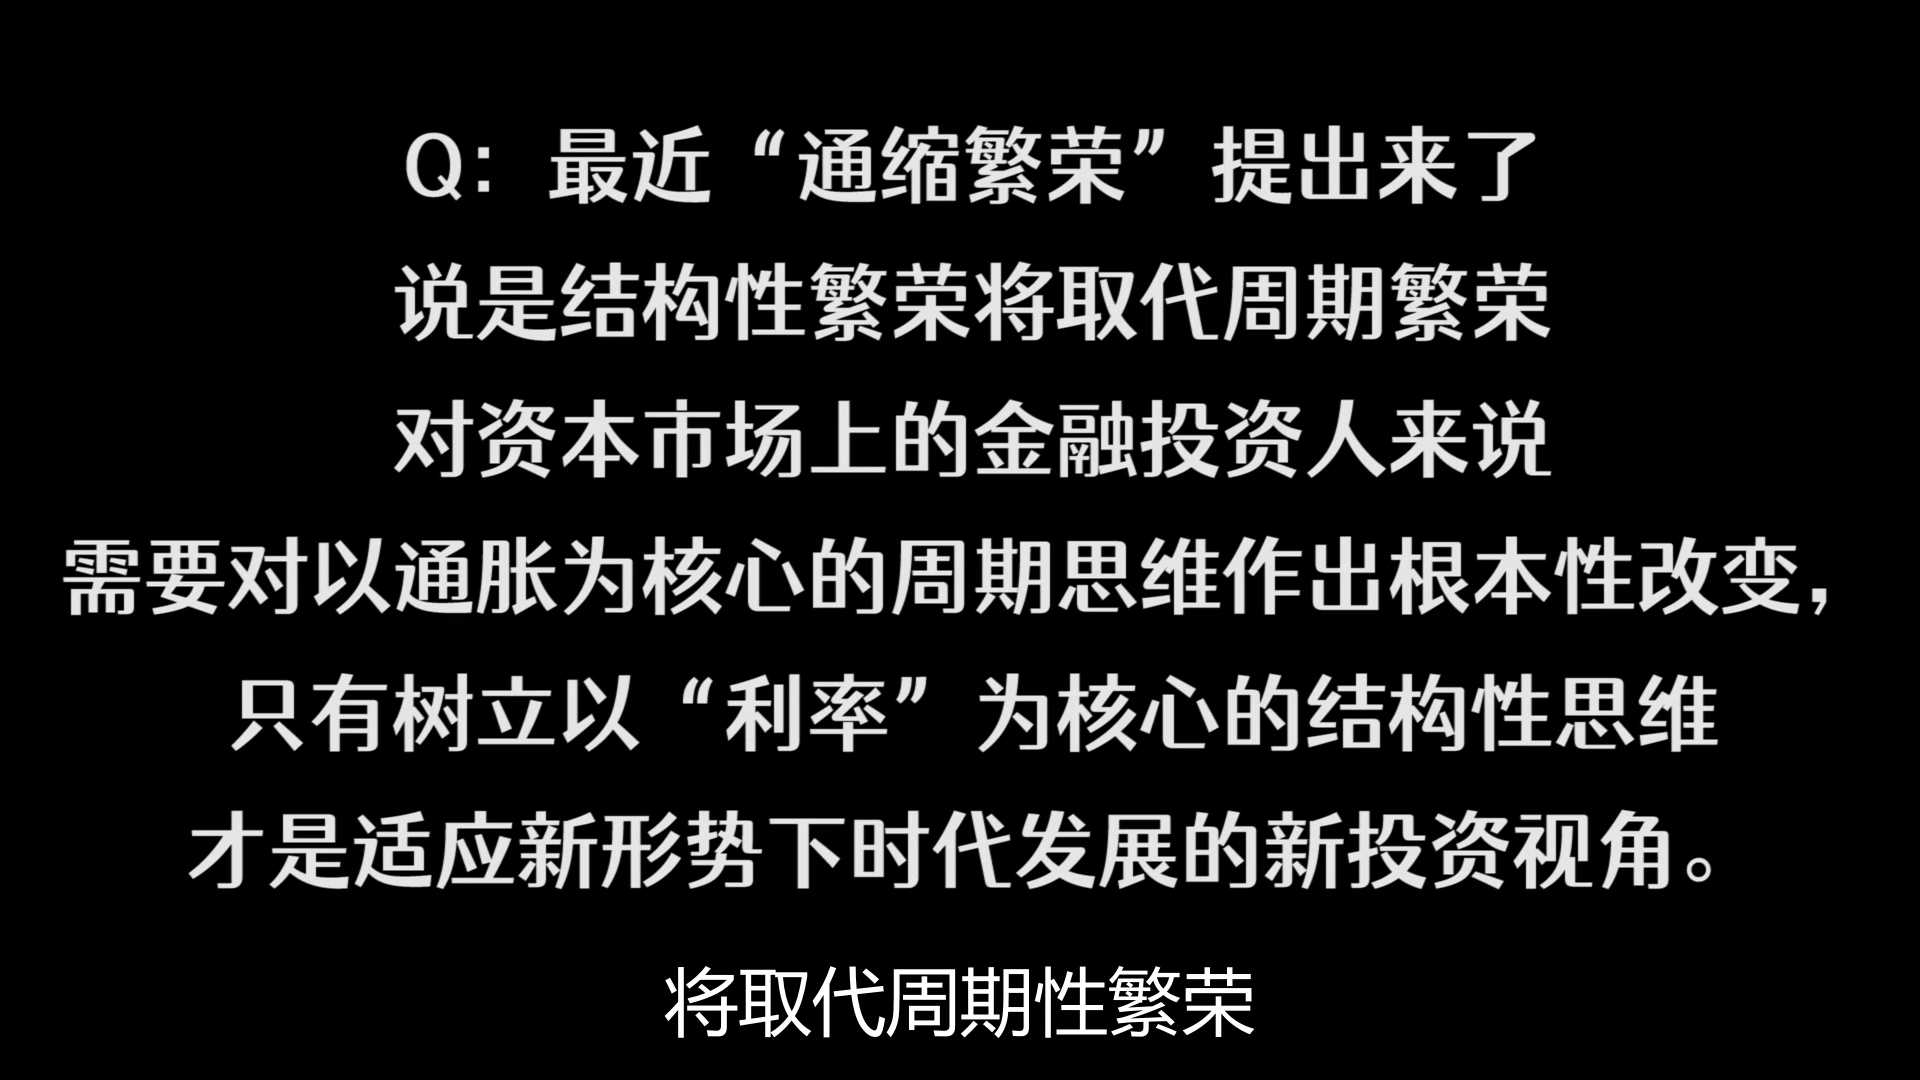 Q：最近“通缩繁荣”提出来了
说是结构性繁荣将取代周期繁荣
对资本市场上的金融投资人来说
需要对以通胀为核心的周期思维作出根本性改变，
只有树立以“利率”为核心的结构性思维
才是适应新形势下时代发展的新投资视角。
将取代周期性繁荣